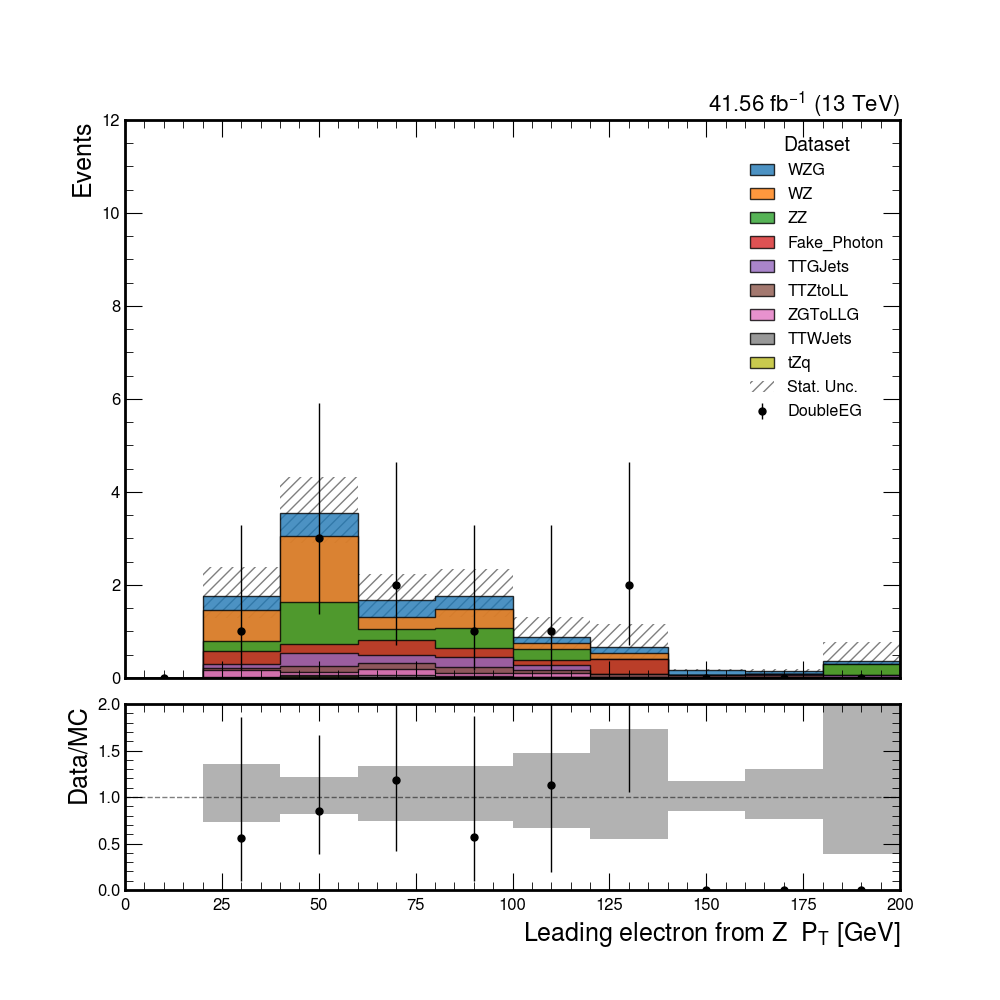 41.56 fb⁻¹ (13 TeV)
Events
12
10
8
6
4
2
0
Dataset
WZG
WZ
ZZ
Fake_Photon
TTGJets
TTZtoLL
ZGToLLG
TTWJets
tZq
Stat. Unc.
DoubleEG
Data/MC
2.0
1.5
1.0
0.5
0.0
0 25 50 75 100 125 150 175 200
Leading electron from Z P_T [GeV]